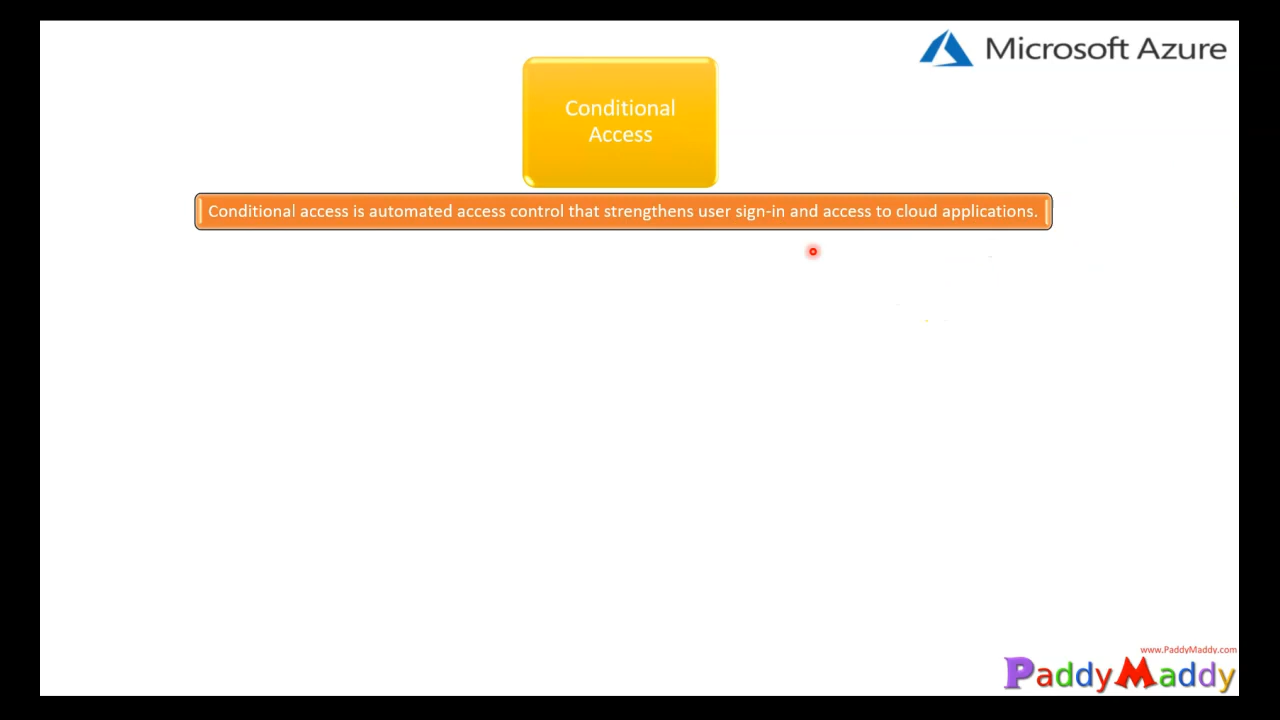 Microsoft Azure
Conditional
Access
Conditional access is automated access control that strengthens user sign-in and access to cloud applications.
www.PaddyMaddy.com
PaddyMaddy